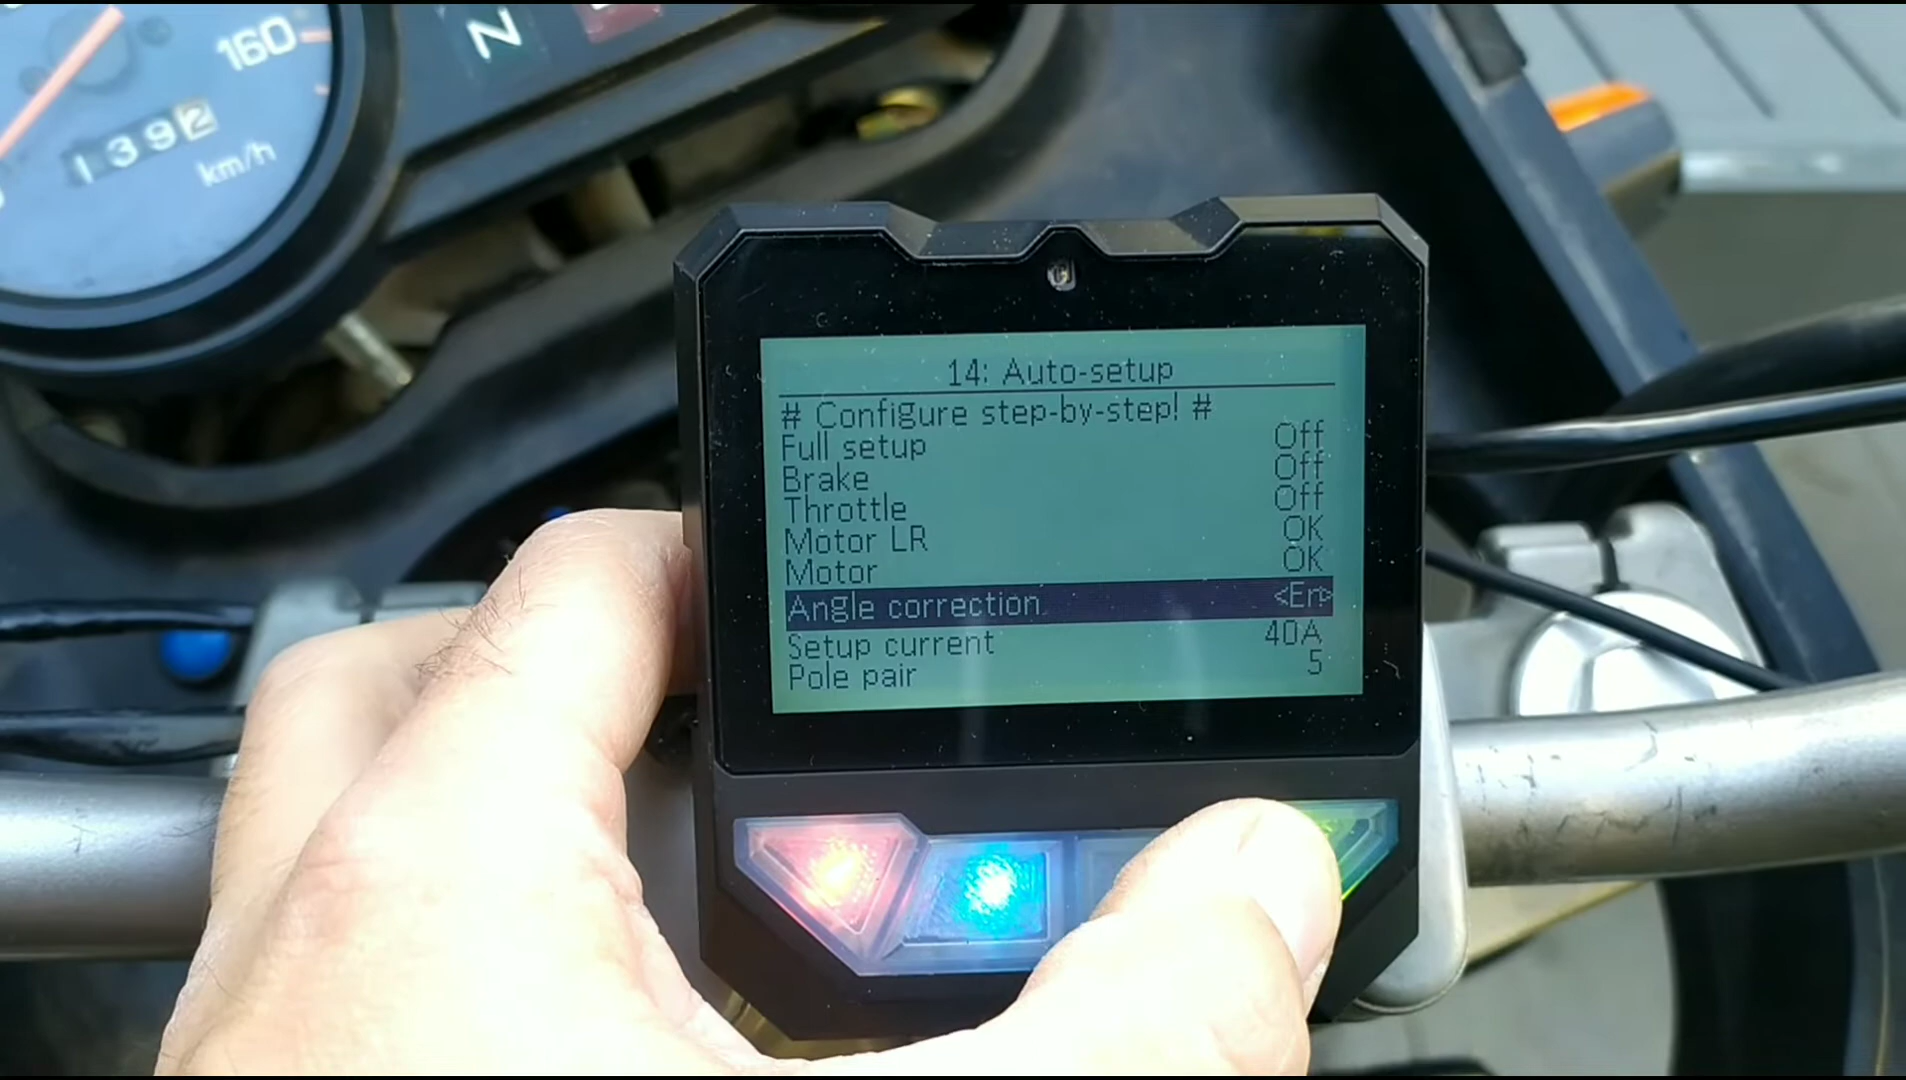 160
N
1392
km/h
14: Auto-setup
# Configure step-by-step! #
Full setup Off
Brake Off
Throttle Off
Motor LR OK
Motor OK
Angle correction <En>
Setup current 40A
Pole pair 5